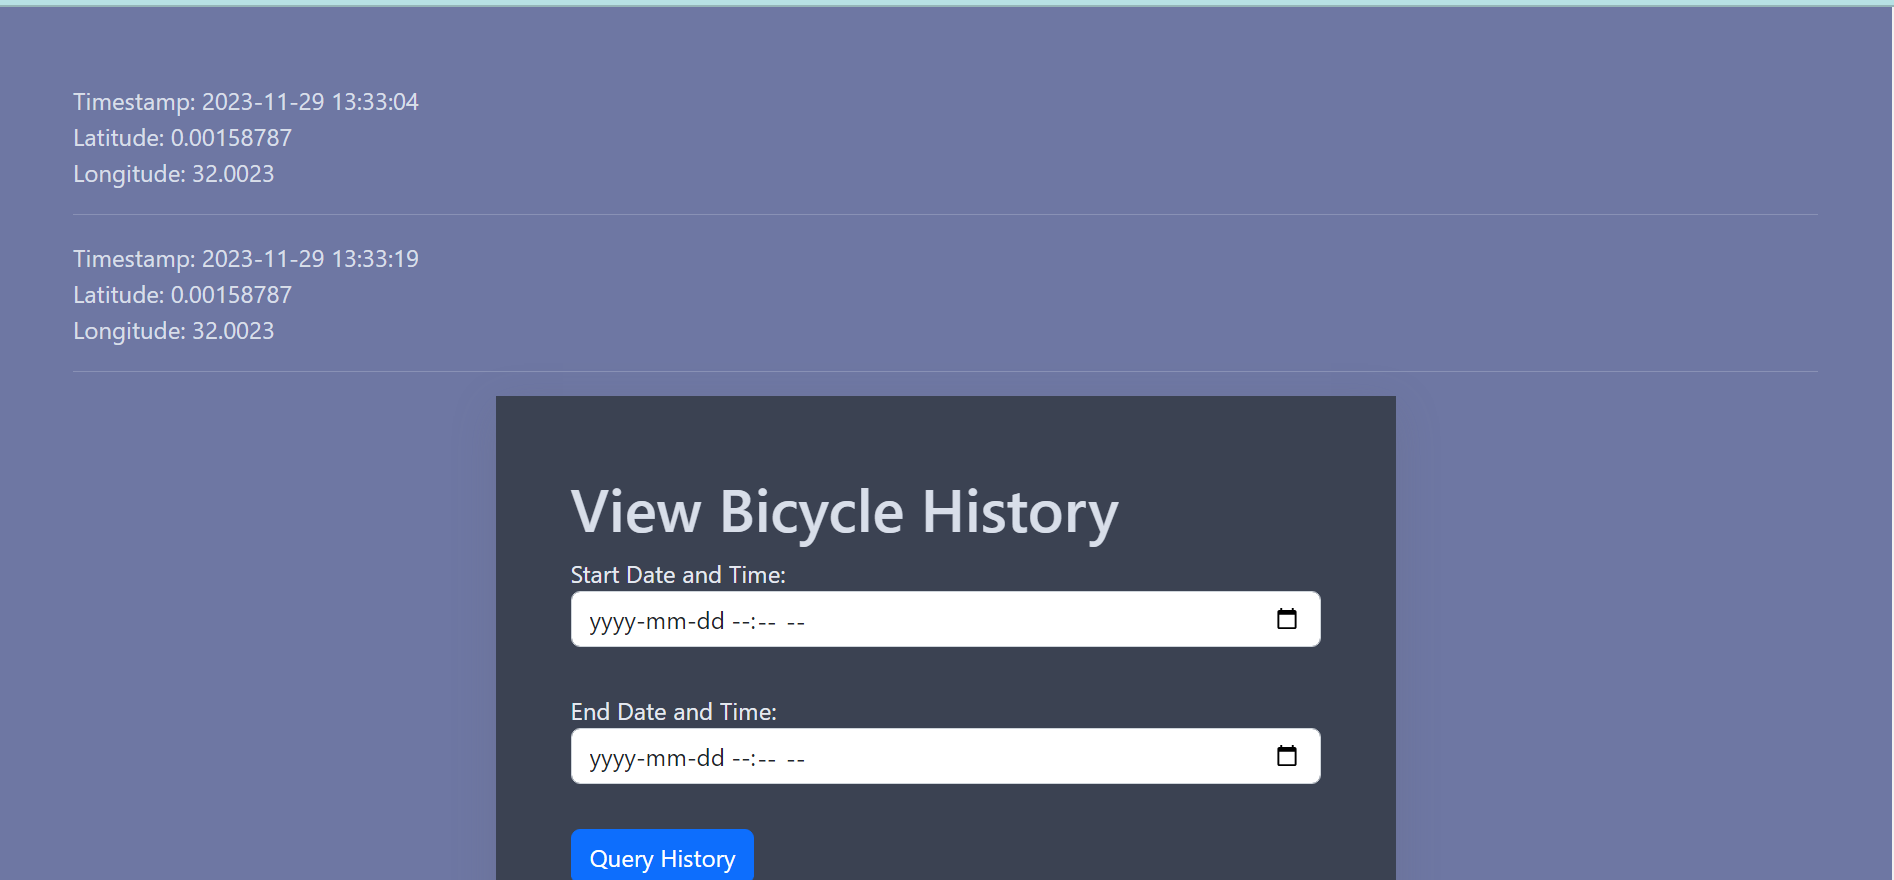 Timestamp: 2023-11-29 13:33:04
Latitude: 0.00158787
Longitude: 32.0023
Timestamp: 2023-11-29 13:33:19
Latitude: 0.00158787
Longitude: 32.0023
View Bicycle History
Start Date and Time:
yyyy-mm-dd --:-- --
End Date and Time:
yyyy-mm-dd --:-- --
Query History